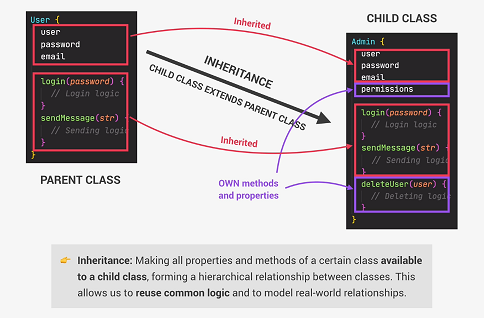 User {
user
password
email
login(password) {
// Login logic
}
sendMessage(str) {
// Sending logic
}
PARENT CLASS
Inherited
INHERITANCE
CHILD CLASS EXTENDS PARENT CLASS
Inherited
OWN methods
and properties
CHILD CLASS
Admin {
user
password
email
permissions
login(password) {
// Login logic
}
sendMessage(str) {
// Sending logic
}
deleteUser(user) {
// Deleting logic
}
}
👉 Inheritance: Making all properties and methods of a certain class available
to a child class, forming a hierarchical relationship between classes. This
allows us to reuse common logic and to model real-world relationships.